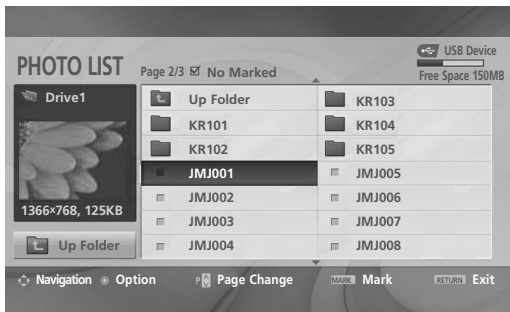 USB Device
PHOTO LIST
Page 2/3 ☑ No Marked
Free Space 150MB
Drive1
Up Folder
KR103
KR101
KR104
KR102
KR105
JMJ001
JMJ005
JMJ002
JMJ006
1366×768, 125KB
JMJ003
JMJ007
Up Folder
JMJ004
JMJ008
Navigation
Option
P
Page Change
MARK
Mark
RETURN
Exit